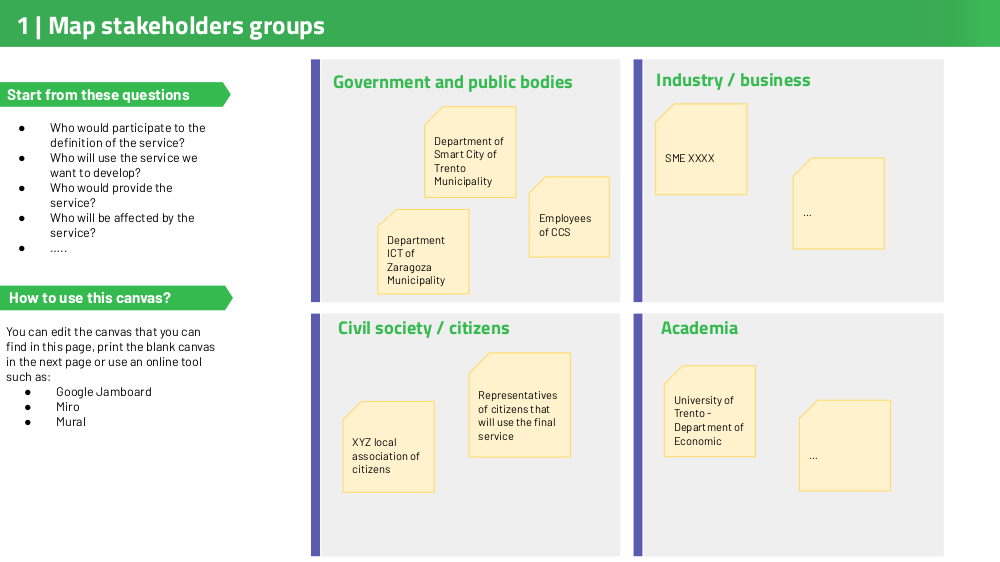 1 | Map stakeholders groups
Start from these questions
● Who would participate to the
definition of the service?
● Who will use the service we
want to develop?
● Who would provide the
service?
● Who will be affected by the
service?
● …..
How to use this canvas?
You can edit the canvas that you can
find in this page, print the blank canvas
in the next page or use an online tool
such as:
● Google Jamboard
● Miro
● Mural
Government and public bodies
Department of
Smart City of
Trento
Municipality
Employees
of CCS
Department
ICT of
Zaragoza
Municipality
Industry / business
SME XXXX
...
Civil society / citizens
Representatives
of citizens that
will use the final
service
XYZ local
association of
citizens
Academia
University of
Trento -
Department of
Economic
...